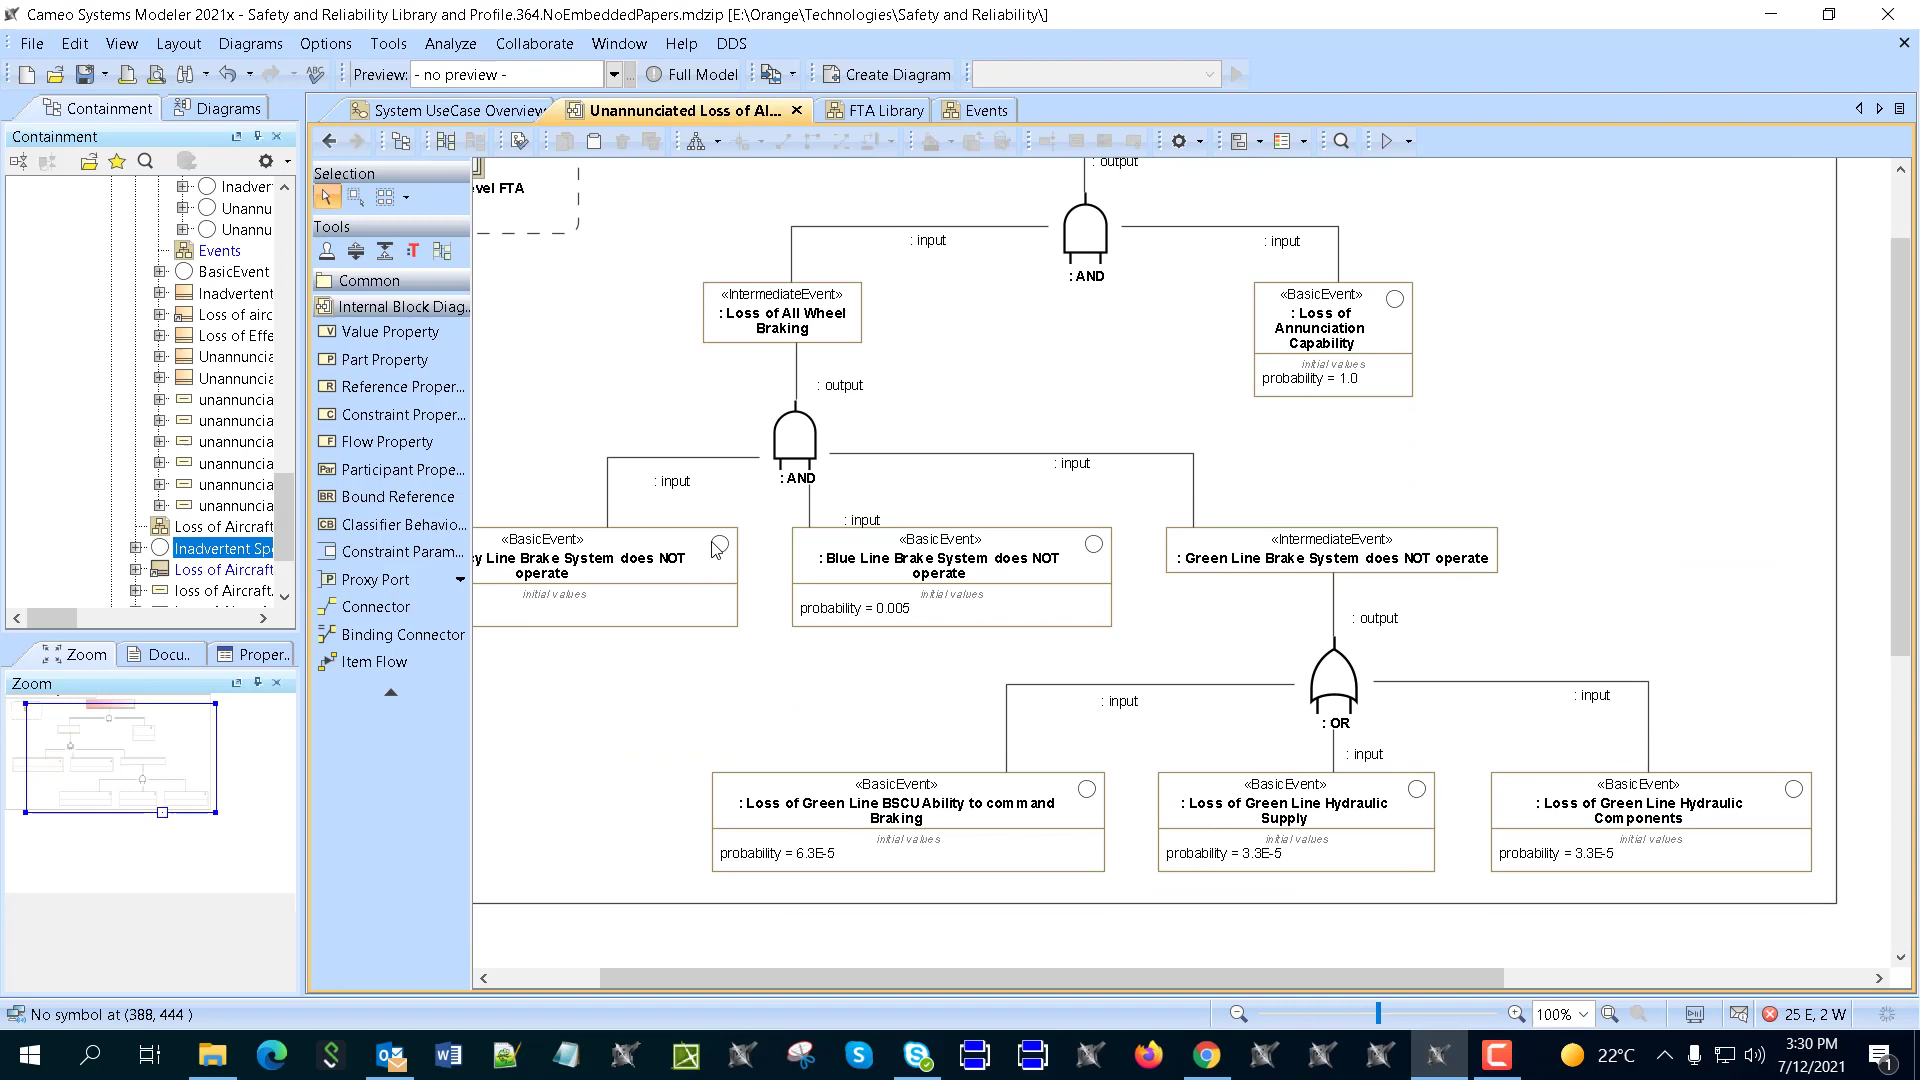 Cameo Systems Modeler 2021x - Safety and Reliability Library and Profile.364.NoEmbeddedPapers.mdzip [E:\Orange\Technologies\Safety and Reliability\]
File Edit View Layout Diagrams Options Tools Analyze Collaborate Window Help DDS
Preview: - no preview - Full Model Create Diagram
Containment Diagrams
System UseCase Overview Unannunciated Loss of Al... FTA Library Events
Containment
Inadver
Unannu
Unannu
Events
BasicEvent
Inadvertent
Loss of airc
Loss of Effe
Unannuncia
Unannuncia
unannuncia
unannuncia
unannuncia
unannuncia
unannuncia
unannuncia
Loss of Aircraft
Inadvertent Spe
Loss of Aircraft
loss of Aircraft.
Zoom Docu.. Proper..
Zoom
Selection
Tools
Common
Internal Block Diag.
Value Property
Part Property
Reference Proper...
Constraint Proper...
Flow Property
Participant Prope...
Bound Reference
Classifier Behavio...
Constraint Param...
Proxy Port
Connector
Binding Connector
Item Flow
evel FTA
: output
: input
: input
: AND
«IntermediateEvent»
: Loss of All Wheel
Braking
«BasicEvent»
: Loss of
Annunciation
Capability
initial values
probability = 1.0
: output
: AND
: input
: input
: input
«BasicEvent»
cy Line Brake System does NOT
operate
initial values
«BasicEvent»
: Blue Line Brake System does NOT
operate
initial values
probability = 0.005
«IntermediateEvent»
: Green Line Brake System does NOT operate
: output
: OR
: input
: input
: input
«BasicEvent»
: Loss of Green Line BSCU Ability to command
Braking
initial values
probability = 6.3E-5
«BasicEvent»
: Loss of Green Line Hydraulic
Supply
initial values
probability = 3.3E-5
«BasicEvent»
: Loss of Green Line Hydraulic
Components
initial values
probability = 3.3E-5
No symbol at (388, 444 )
100%
25 E, 2 W
22°C
3:30 PM
7/12/2021
1